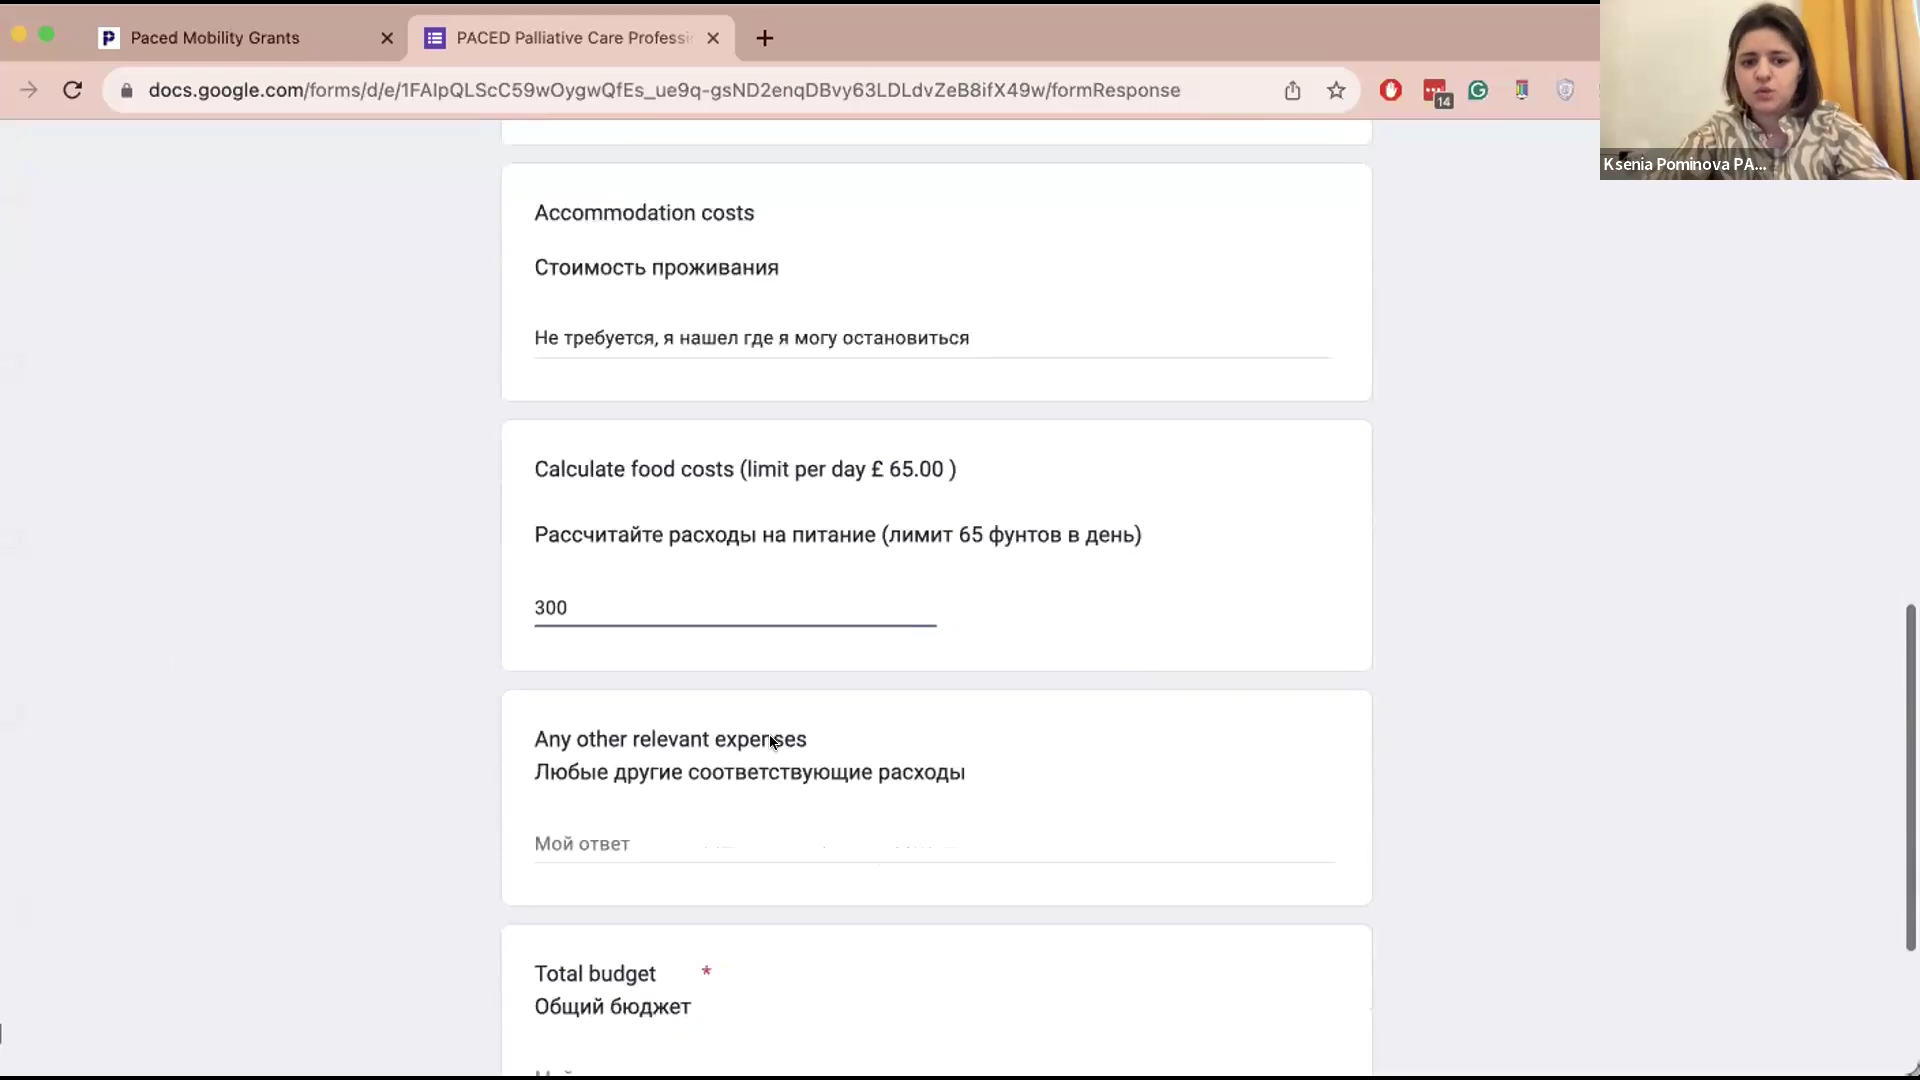 Paced Mobility Grants
PACED Palliative Care Professi
docs.google.com/forms/d/e/1FAIpQLScC59wOygwQfEs_ue9q-gsND2enqDBvy63LDLdvZeB8ifX49w/formResponse
14
Ksenia Pominova PA...
Accommodation costs
Стоимость проживания
Не требуется, я нашел где я могу остановиться
Calculate food costs (limit per day £ 65.00 )
Рассчитайте расходы на питание (лимит 65 фунтов в день)
300
Any other relevant expenses
Любые другие соответствующие расходы
Мой ответ
Total budget *
Общий бюджет